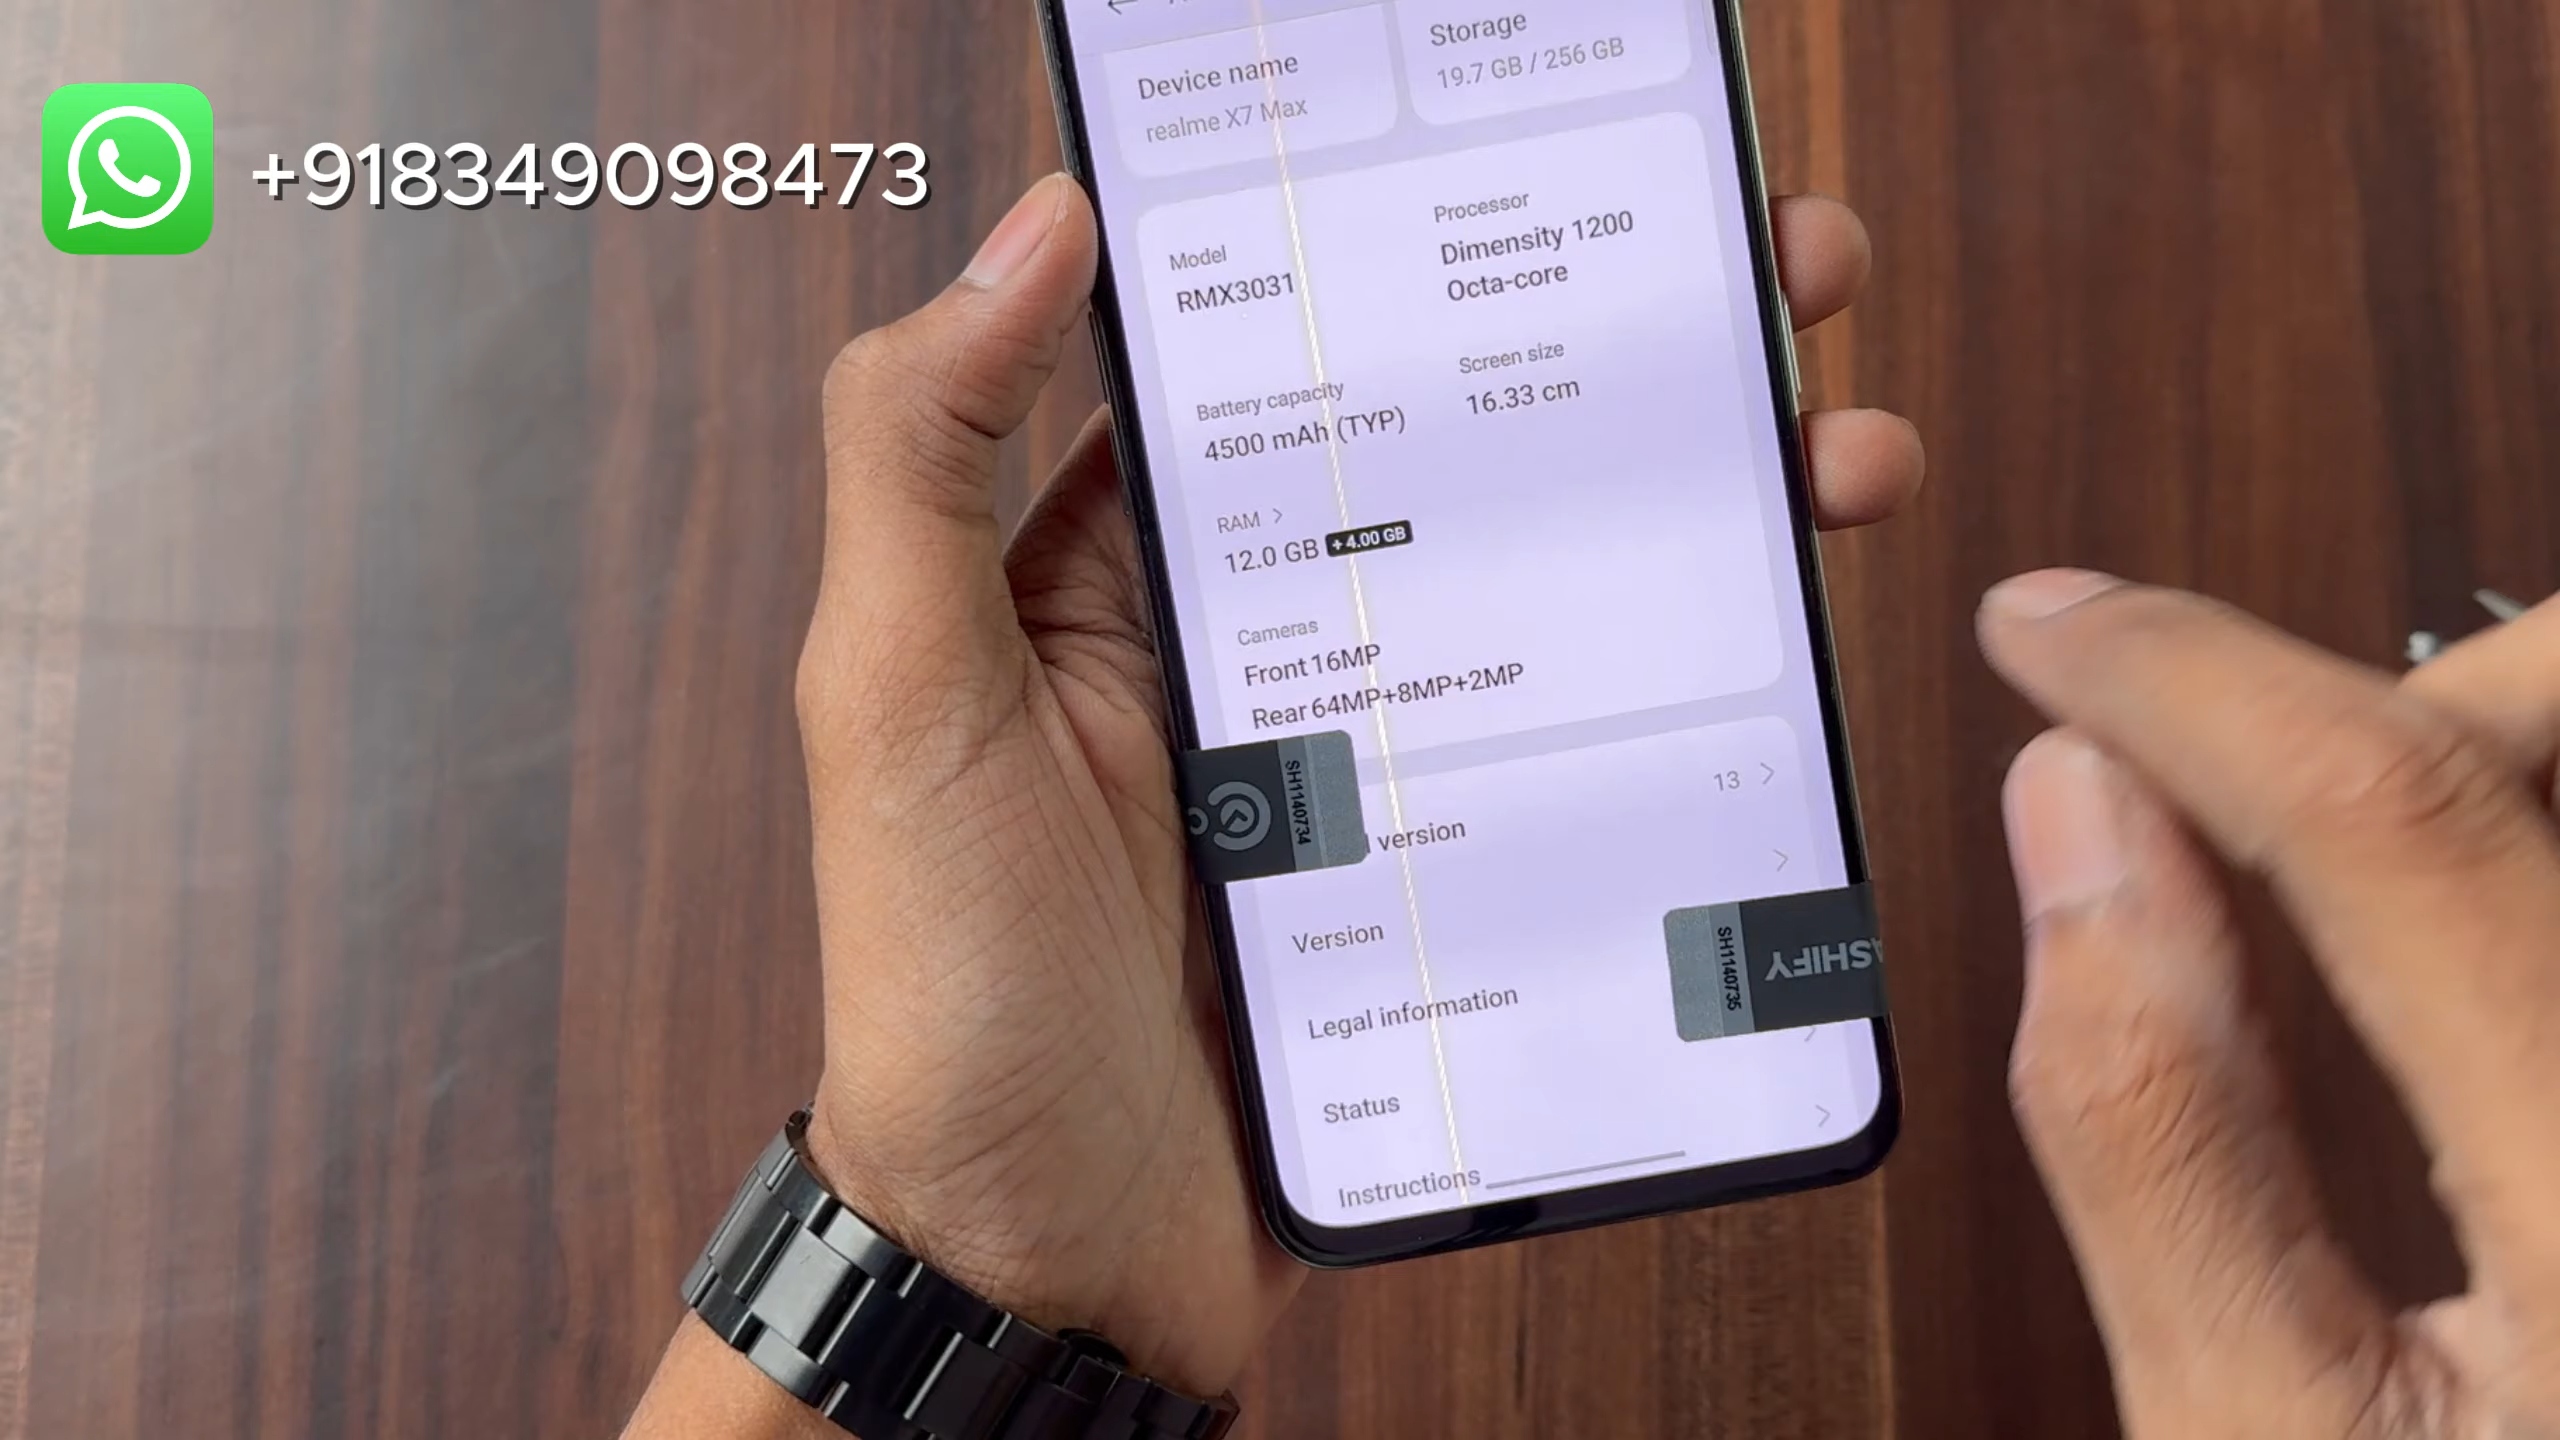 +918349098473
Device name
realme X7 Max
Storage
19.7 GB / 256 GB
Model
RMX3031
Processor
Dimensity 1200
Octa-core
Battery capacity
4500 mAh (TYP)
Screen size
16.33 cm
RAM >
12.0 GB +4.00 GB
Cameras
Front 16MP
Rear 64MP+8MP+2MP
SH1140734
13 >
version
Version
SH1140735
ASHIFY
Legal information
Status
Instructions